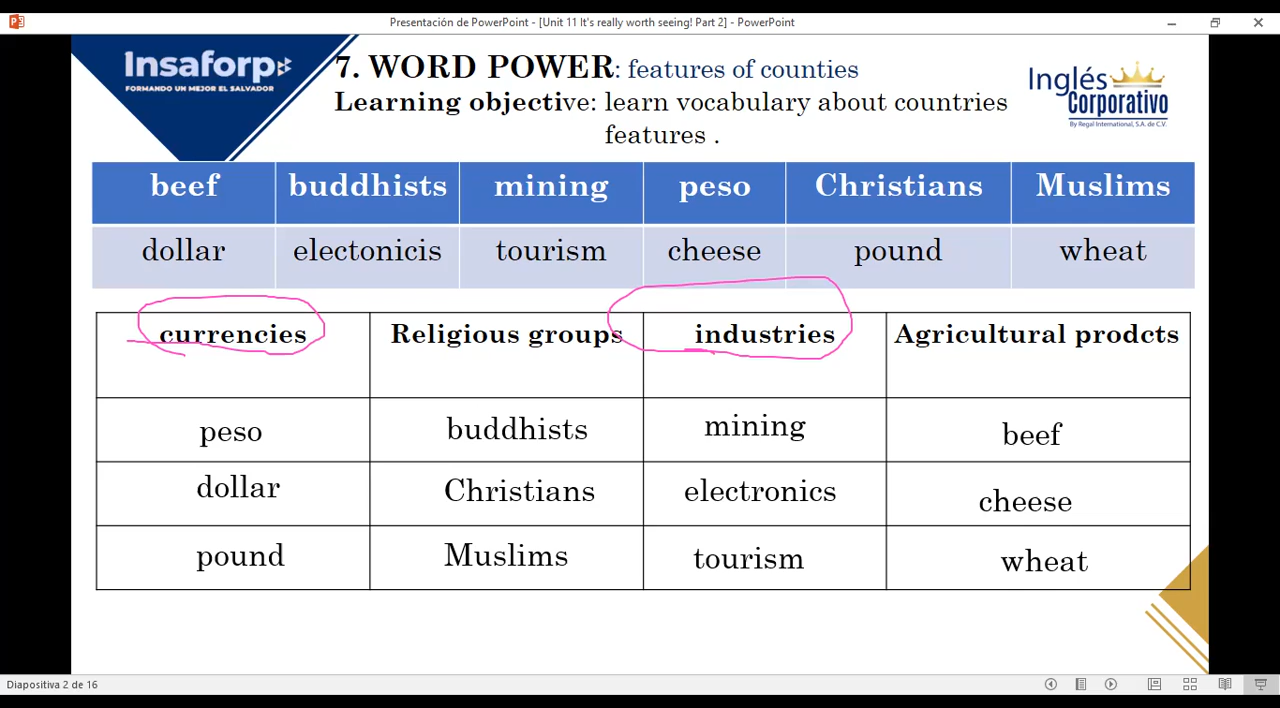 Presentación de PowerPoint - [Unit 11 It's really worth seeing! Part 2] - PowerPoint
Insaforp
FORMANDO UN MEJOR EL SALVADOR
7. WORD POWER: features of counties
Learning objective: learn vocabulary about countries
features .
Inglés
Corporativo
By Regal International, S.A. de C.V.
beef buddhists mining peso Christians Muslims
dollar electonicis tourism cheese pound wheat
currencies Religious groups industries Agricultural prodcts
peso buddhists mining beef
dollar Christians electronics cheese
pound Muslims tourism wheat
Diapositiva 2 de 16